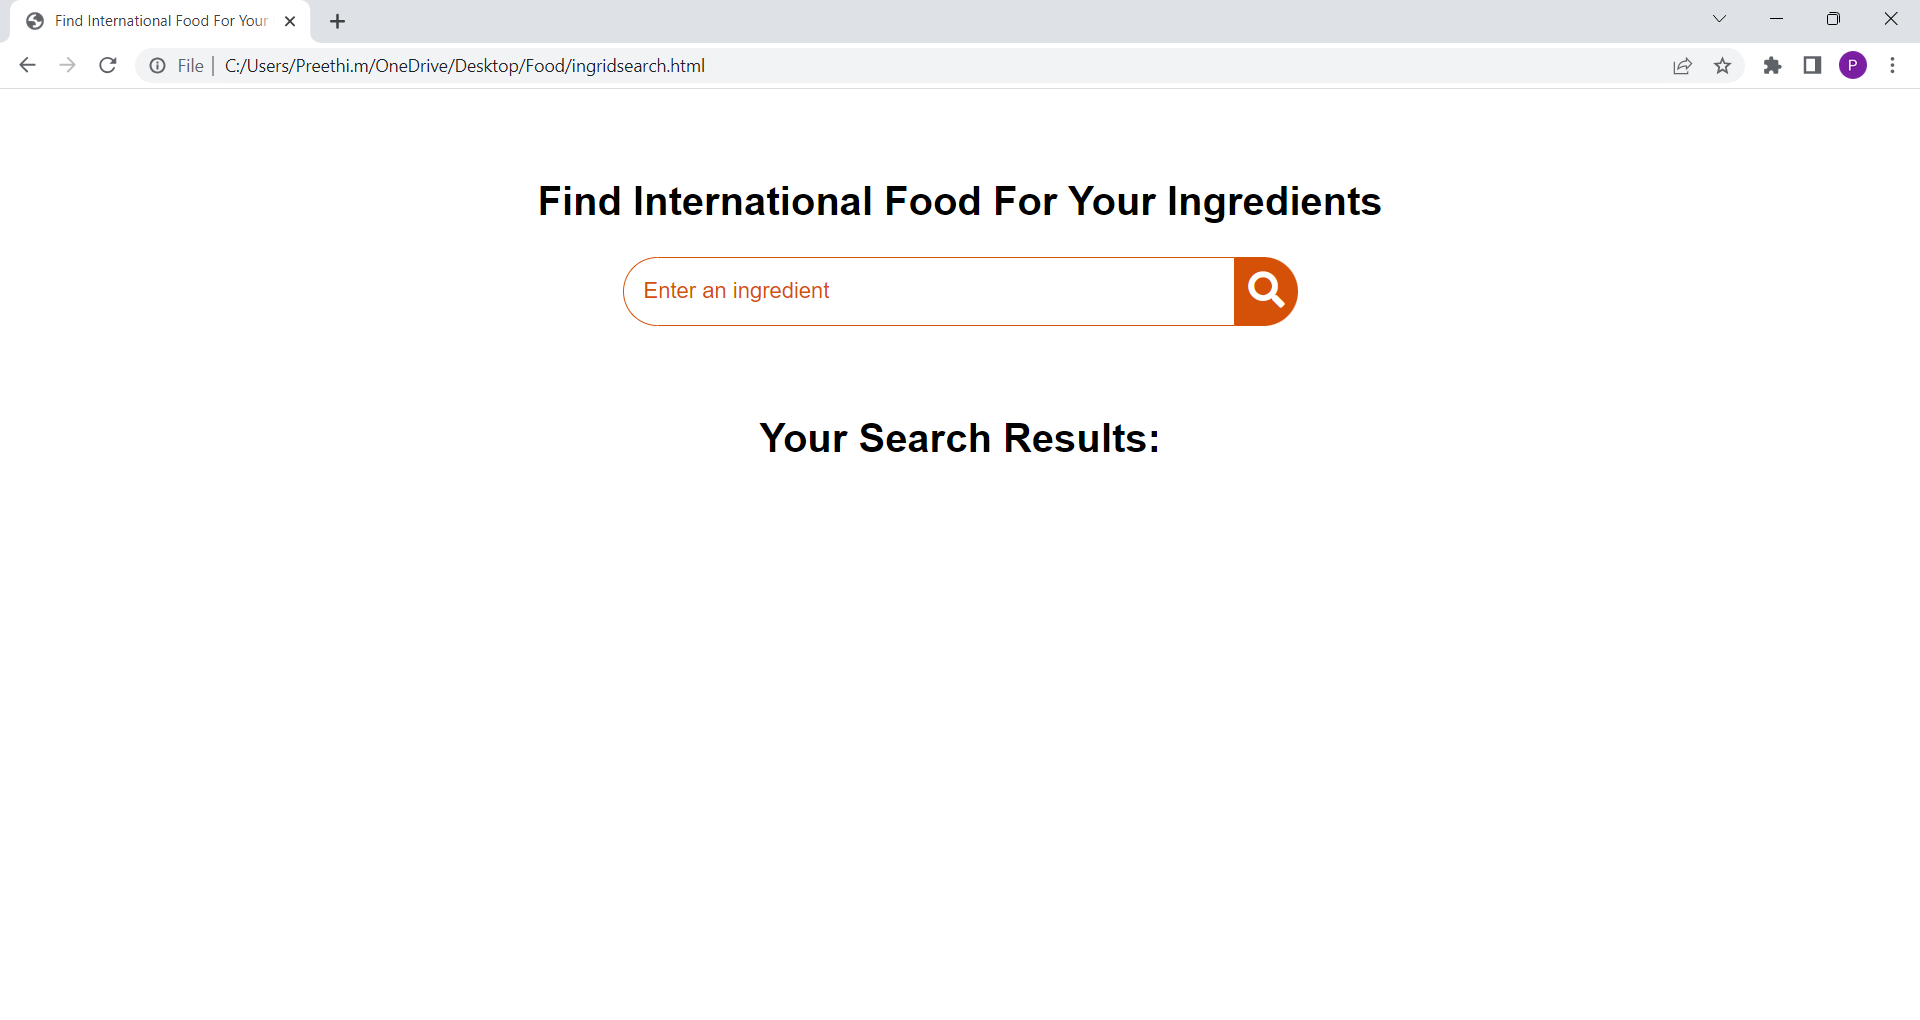 Find International Food For Your
File
C:/Users/Preethi.m/OneDrive/Desktop/Food/ingridsearch.html
P
Find International Food For Your Ingredients
Enter an ingredient
Your Search Results: